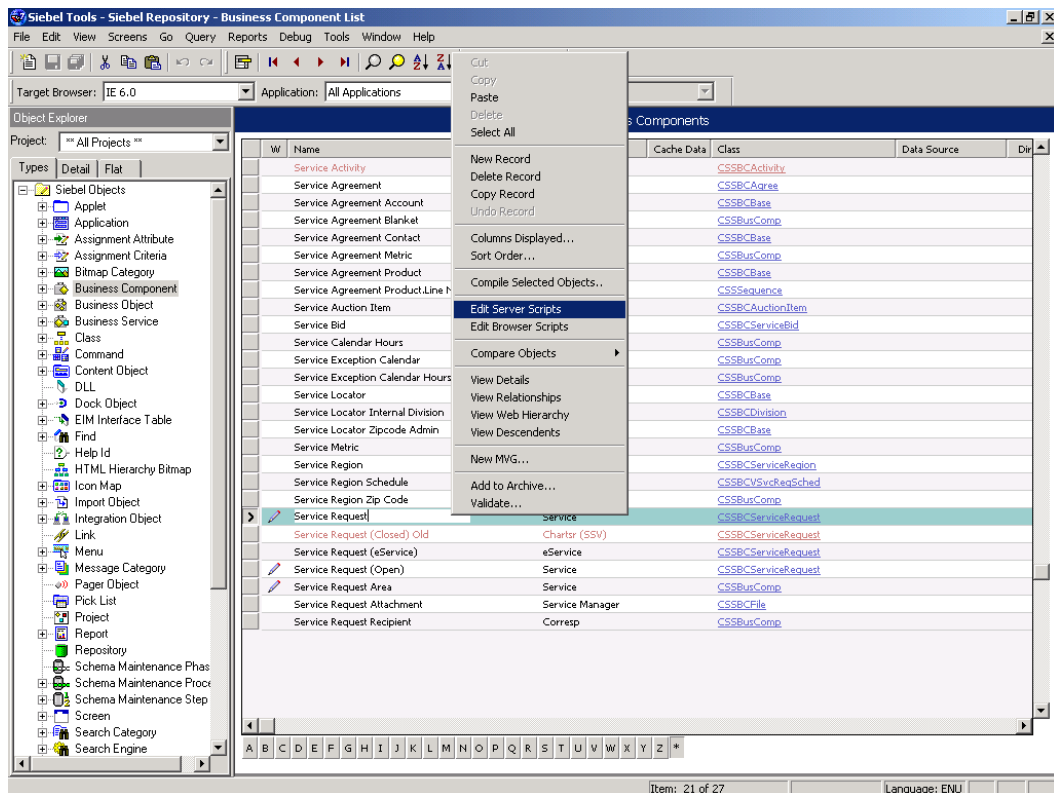 Siebel Tools - Siebel Repository - Business Component List
File Edit View Screens Go Query Reports Debug Tools Window Help
Target Browser: IE 6.0 Application: All Applications
Object Explorer
Project: ** All Projects **
Types Detail Flat
Siebel Objects
Applet
Application
Assignment Attribute
Assignment Criteria
Bitmap Category
Business Component
Business Object
Business Service
Class
Command
Content Object
DLL
Dock Object
EIM Interface Table
Find
Help Id
HTML Hierarchy Bitmap
Icon Map
Import Object
Integration Object
Link
Menu
Message Category
Pager Object
Pick List
Project
Report
Repository
Schema Maintenance Phas
Schema Maintenance Proce
Schema Maintenance Step
Screen
Search Category
Search Engine
s Components
W Name Cache Data Class Data Source Dir
Service Activity CSSBCActivity
Service Agreement CSSBCAgree
Service Agreement Account CSSBCBase
Service Agreement Blanket CSSBusComp
Service Agreement Contact CSSBCBase
Service Agreement Metric CSSBusComp
Service Agreement Product CSSBCBase
Service Agreement Product.Line N CSSSequence
Service Auction Item CSSBCAuctionItem
Service Bid CSSBCServiceBid
Service Calendar Hours CSSBusComp
Service Exception Calendar CSSBusComp
Service Exception Calendar Hours CSSBusComp
Service Locator CSSBCBase
Service Locator Internal Division CSSBCDivision
Service Locator Zipcode Admin CSSBCBase
Service Metric CSSBusComp
Service Region CSSBCServiceRegion
Service Region Schedule CSSBCVSvcReqSched
Service Region Zip Code CSSBusComp
Service Request Service CSSBCServiceRequest
Service Request (Closed) Old Chartsr (SSV) CSSBCServiceRequest
Service Request (eService) eService CSSBCServiceRequest
Service Request (Open) Service CSSBCServiceRequest
Service Request Area Service CSSBusComp
Service Request Attachment Service Manager CSSBCFile
Service Request Recipient Corresp CSSBusComp
Cut
Copy
Paste
Delete
Select All
New Record
Delete Record
Copy Record
Undo Record
Columns Displayed...
Sort Order...
Compile Selected Objects..
Edit Server Scripts
Edit Browser Scripts
Compare Objects
View Details
View Relationships
View Web Hierarchy
View Descendents
New MVG...
Add to Archive...
Validate...
A B C D E F G H I J K L M N O P Q R S T U V W X Y Z *
Item: 21 of 27 Language: ENU